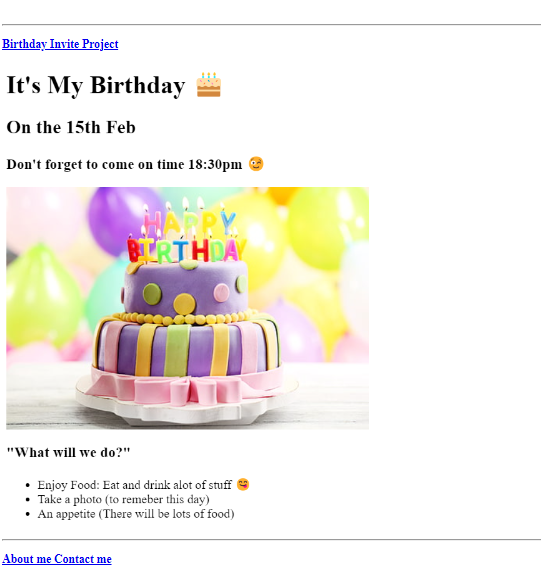 Birthday Invite Project
It's My Birthday 🎂
On the 15th Feb
Don't forget to come on time 18:30pm 😉
HAPPY
BIRTHDAY
"What will we do?"
Enjoy Food: Eat and drink alot of stuff 😋
Take a photo (to remeber this day)
An appetite (There will be lots of food)
About me Contact me